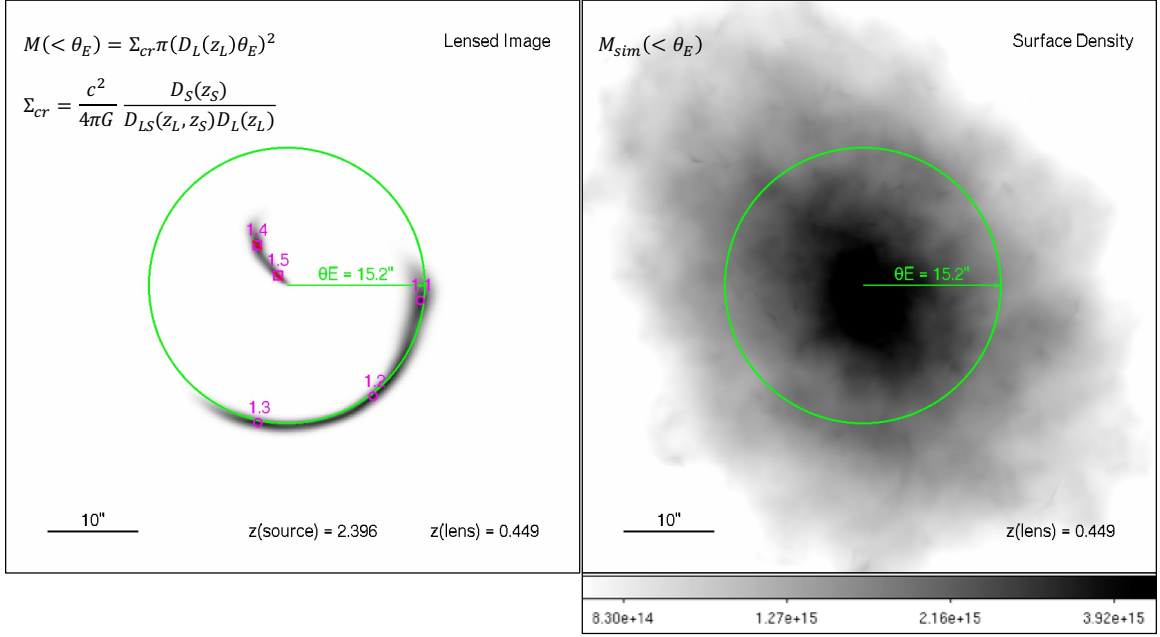 M(< θ_E) = Σ_cr π(D_L(z_L)θ_E)²
Lensed Image
Σ_cr = c²/4πG D_S(z_S)/D_LS(z_L, z_S)D_L(z_L)
1.4
1.5
θE = 15.2"
1.1
1.2
1.3
10"
z(source) = 2.396
z(lens) = 0.449
M_sim(< θ_E)
Surface Density
θE = 15.2"
10"
z(lens) = 0.449
8.30e+14
1.27e+15
2.16e+15
3.92e+15